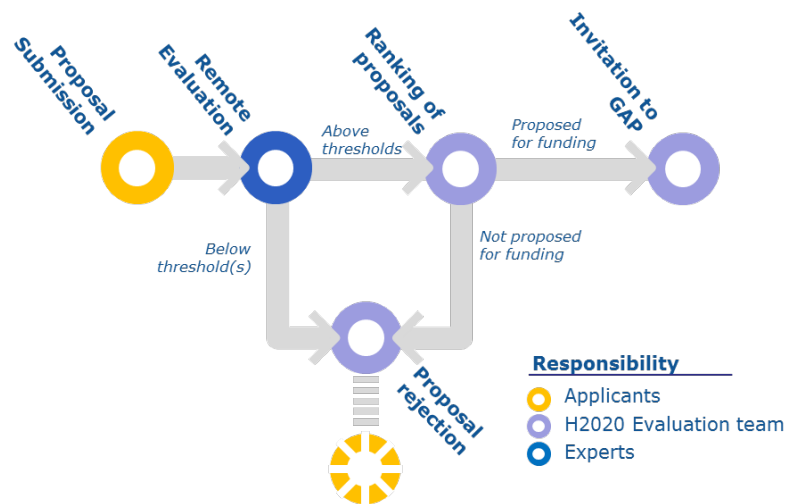 Proposal
Submission
Remote
Evaluation
Ranking of
proposals
Invitation to
GAP
Above
thresholds
Proposed
for funding
Below
threshold(s)
Not proposed
for funding
Proposal
rejection
Responsibility
Applicants
H2020 Evaluation team
Experts